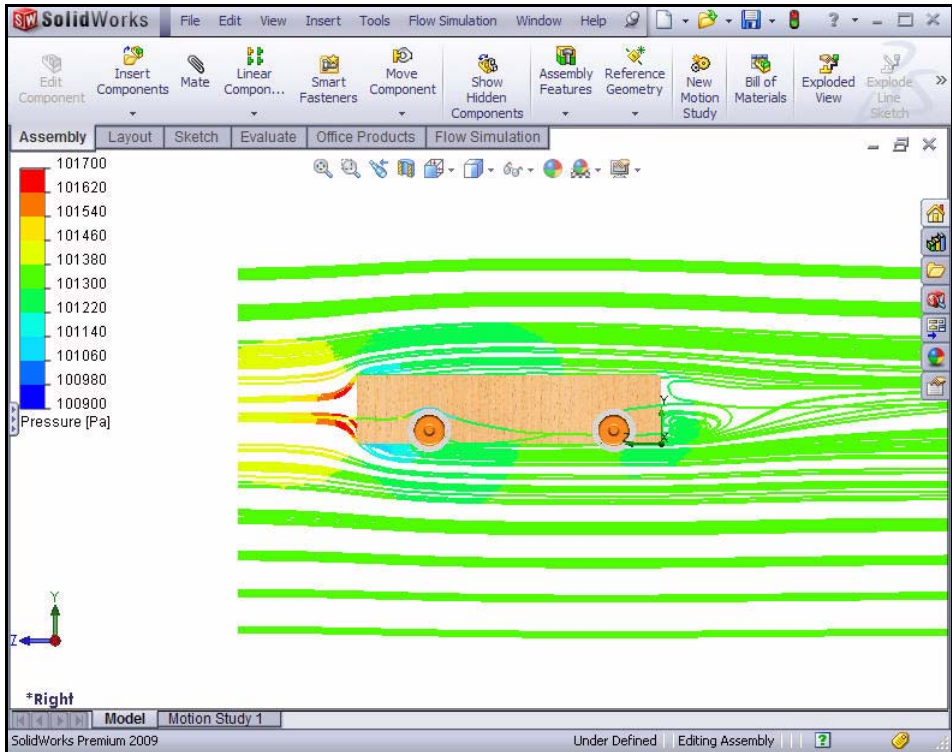 SW SolidWorks File Edit View Insert Tools Flow Simulation Window Help
Edit Component
Insert Components
Mate
Linear Compon...
Smart Fasteners
Move Component
Show Hidden Components
Assembly Features
Reference Geometry
New Motion Study
Bill of Materials
Exploded View
Explode Line Sketch
Assembly Layout Sketch Evaluate Office Products Flow Simulation
101700
101620
101540
101460
101380
101300
101220
101140
101060
100980
100900
Pressure [Pa]
Y
Z X
Y
Z
*Right
Model Motion Study 1
SolidWorks Premium 2009 Under Defined Editing Assembly